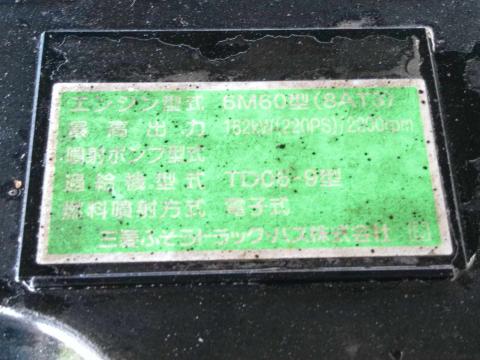 エンジン型式 6M60型(8AT3)
最高出力 162kW(220PS)/2200rpm
噴射ポンプ型式
過給機型式 TD06-9型
燃料噴射方式 電子式
三菱ふそうトラック・バス株式会社